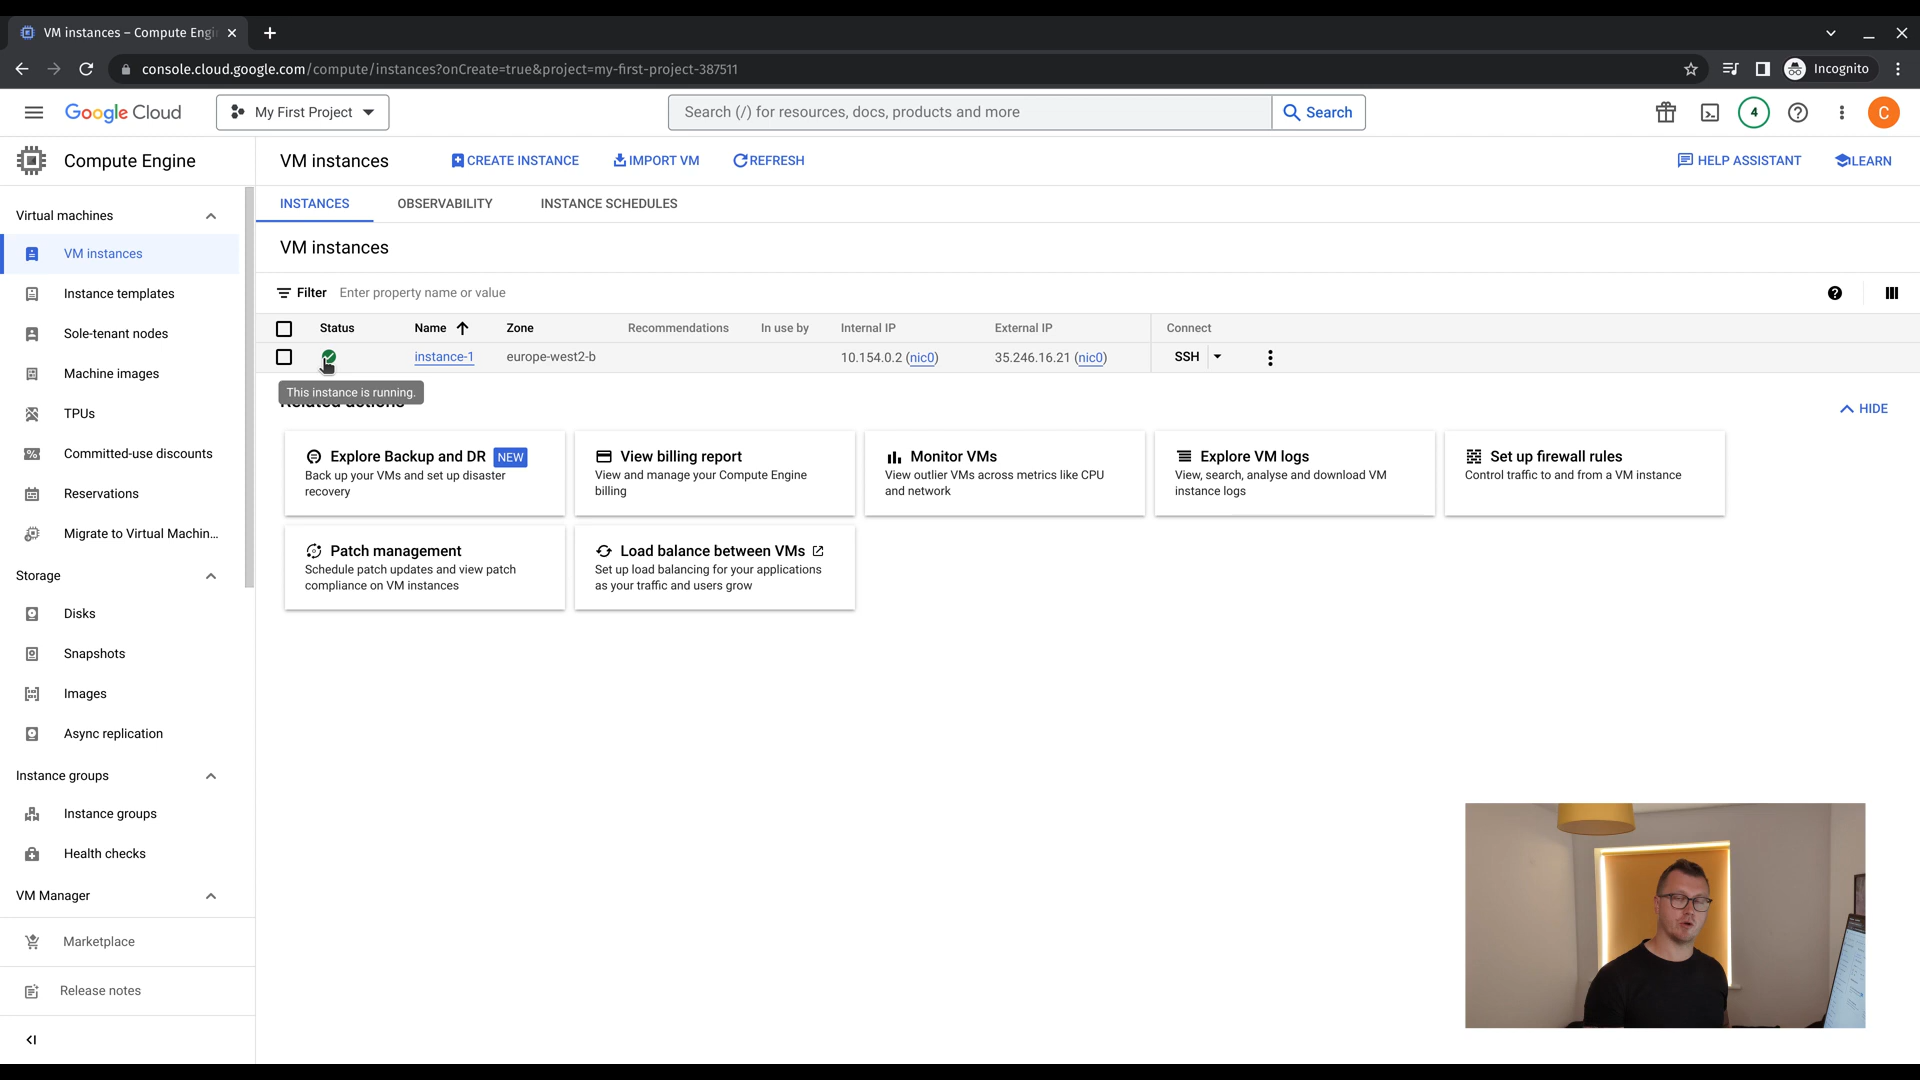 VM instances – Compute Engi
console.cloud.google.com/compute/instances?onCreate=true&project=my-first-project-387511
Incognito
Google Cloud
My First Project
Search (/) for resources, docs, products and more
Search
4
C
Compute Engine
VM instances
CREATE INSTANCE
IMPORT VM
REFRESH
HELP ASSISTANT
LEARN
Virtual machines
VM instances
Instance templates
Sole-tenant nodes
Machine images
TPUs
Committed-use discounts
Reservations
Migrate to Virtual Machin...
Storage
Disks
Snapshots
Images
Async replication
Instance groups
Instance groups
Health checks
VM Manager
Marketplace
Release notes
INSTANCES
OBSERVABILITY
INSTANCE SCHEDULES
VM instances
Filter Enter property name or value
Status Name Zone Recommendations In use by Internal IP External IP Connect
instance-1 europe-west2-b 10.154.0.2 (nic0) 35.246.16.21 (nic0) SSH
This instance is running.
Related actions
HIDE
Explore Backup and DR NEW
Back up your VMs and set up disaster
recovery
View billing report
View and manage your Compute Engine
billing
Monitor VMs
View outlier VMs across metrics like CPU
and network
Explore VM logs
View, search, analyse and download VM
instance logs
Set up firewall rules
Control traffic to and from a VM instance
Patch management
Schedule patch updates and view patch
compliance on VM instances
Load balance between VMs
Set up load balancing for your applications
as your traffic and users grow